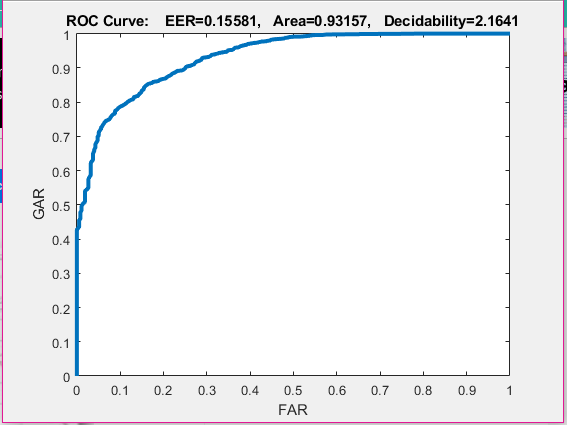 ROC Curve: EER=0.15581, Area=0.93157, Decidability=2.1641
1
0.9
0.8
0.7
0.6
0.5
0.4
0.3
0.2
0.1
0
GAR
0 0.1 0.2 0.3 0.4 0.5 0.6 0.7 0.8 0.9 1
FAR